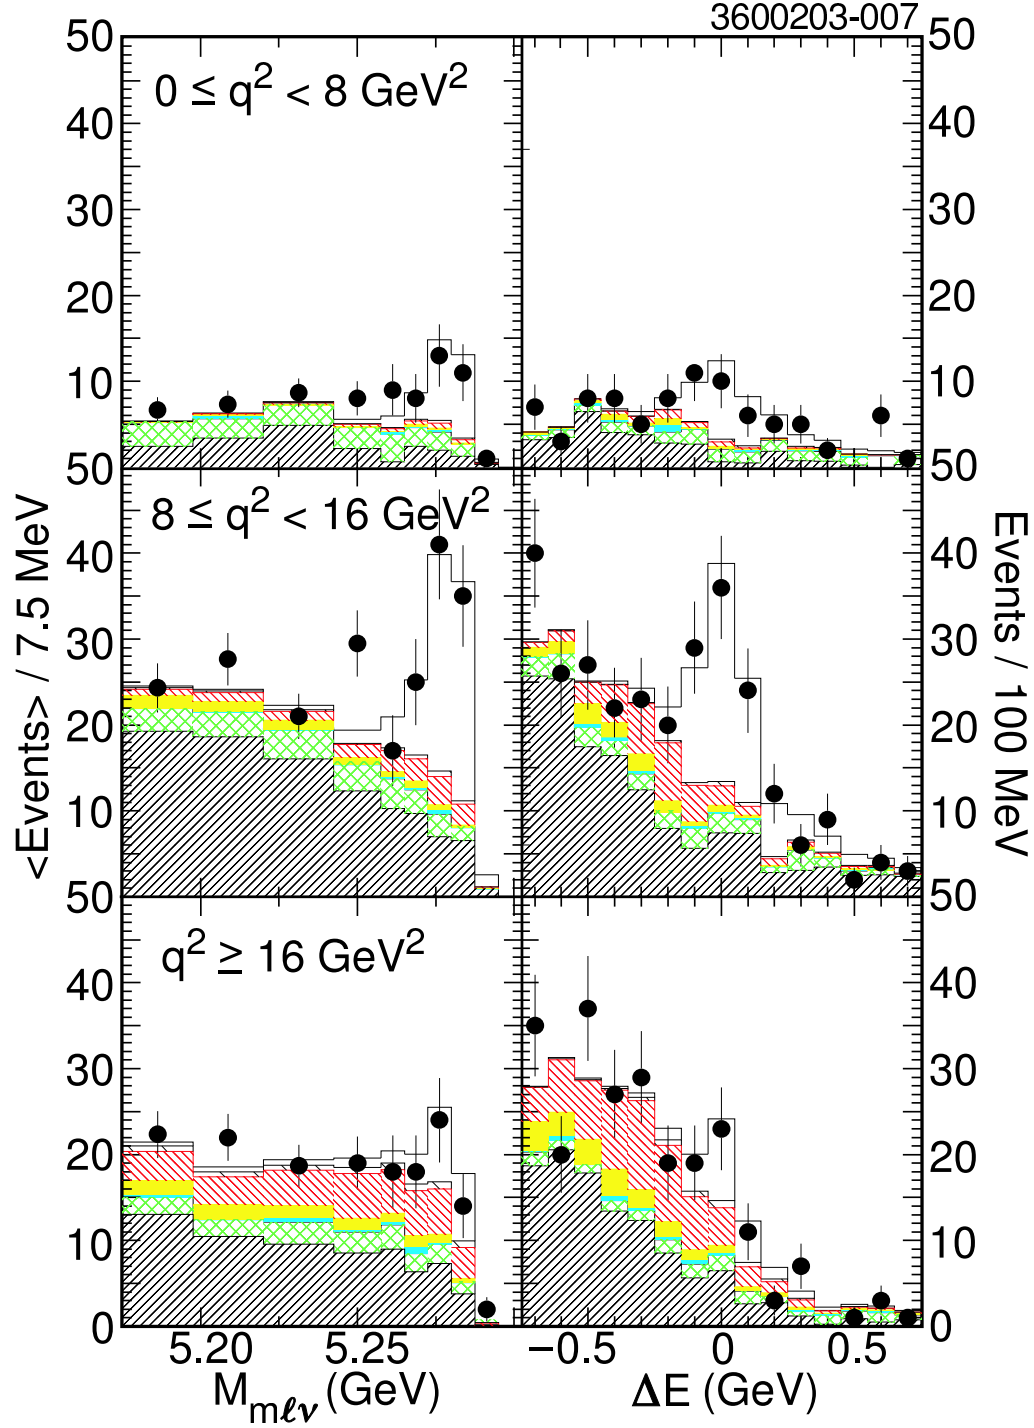 3600203-007
50 50
0 ≤ q² < 8 GeV²
40 40
30 30
20 20
10 10
50 50
8 ≤ q² < 16 GeV²
40 40
30 30
20 20
10 10
50 50
q² ≥ 16 GeV²
40 40
30 30
20 20
10 10
0 0
<Events> / 7.5 MeV
Events / 100 MeV
5.20 5.25 −0.5 0 0.5
M_mℓν (GeV) ΔE (GeV)